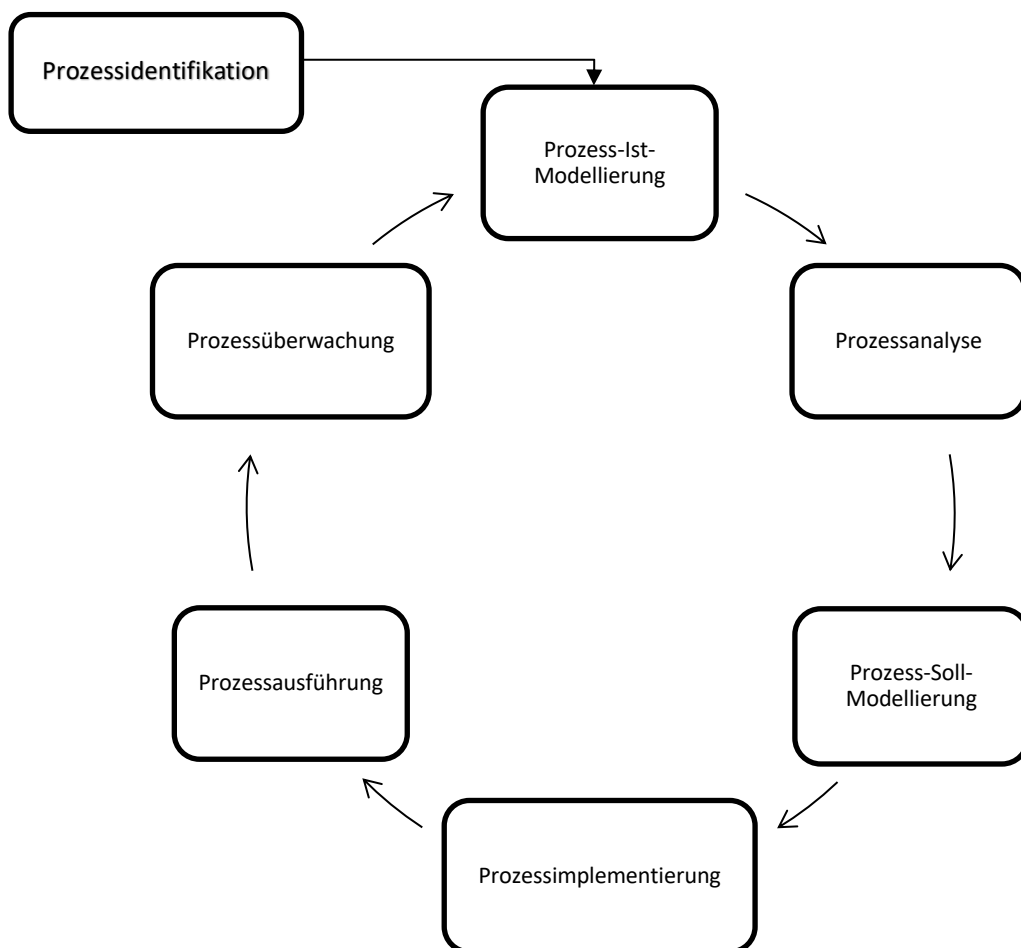 Prozessidentifikation
Prozess-Ist-
Modellierung
Prozessanalyse
Prozess-Soll-
Modellierung
Prozessimplementierung
Prozessausführung
Prozessüberwachung